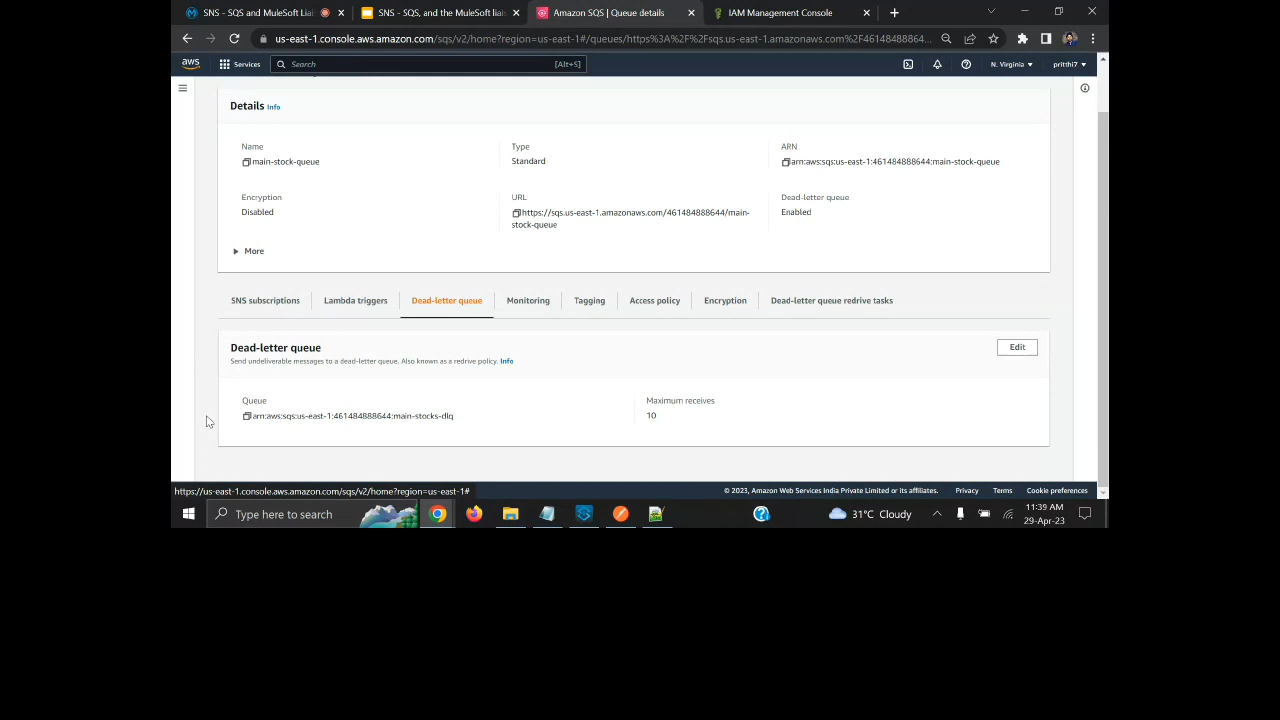 SNS - SQS and MuleSoft Liai
SNS - SQS, and the MuleSoft liais
Amazon SQS | Queue details
IAM Management Console
us-east-1.console.aws.amazon.com/sqs/v2/home?region=us-east-1#/queues/https%3A%2F%2Fsqs.us-east-1.amazonaws.com%2F46148488864...
aws
Services
Search
[Alt+S]
N. Virginia
pritthi7
Details Info
Name
Type
ARN
main-stock-queue
Standard
arn:aws:sqs:us-east-1:461484888644:main-stock-queue
Encryption
URL
Dead-letter queue
Disabled
https://sqs.us-east-1.amazonaws.com/461484888644/main-
stock-queue
Enabled
More
SNS subscriptions
Lambda triggers
Dead-letter queue
Monitoring
Tagging
Access policy
Encryption
Dead-letter queue redrive tasks
Dead-letter queue
Edit
Send undeliverable messages to a dead-letter queue. Also known as a redrive policy. Info
Queue
Maximum receives
arn:aws:sqs:us-east-1:461484888644:main-stocks-dlq
10
https://us-east-1.console.aws.amazon.com/sqs/v2/home?region=us-east-1#
© 2023, Amazon Web Services India Private Limited or its affiliates.
Privacy
Terms
Cookie preferences
Type here to search
31°C Cloudy
11:39 AM
29-Apr-23